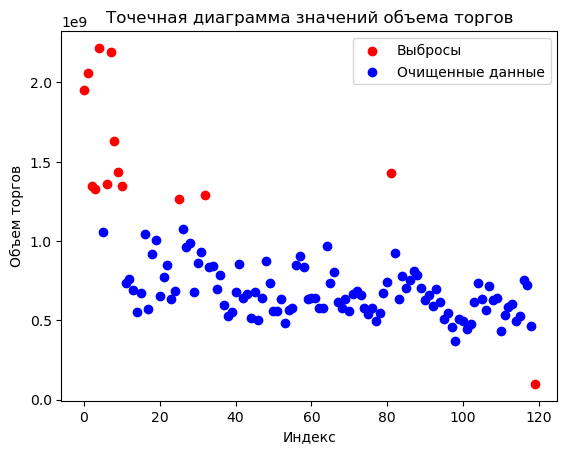 Точечная диаграмма значений объема торгов
1e9
Выбросы
Очищенные данные
2.0
1.5
1.0
0.5
0.0
Объем торгов
0 20 40 60 80 100 120
Индекс